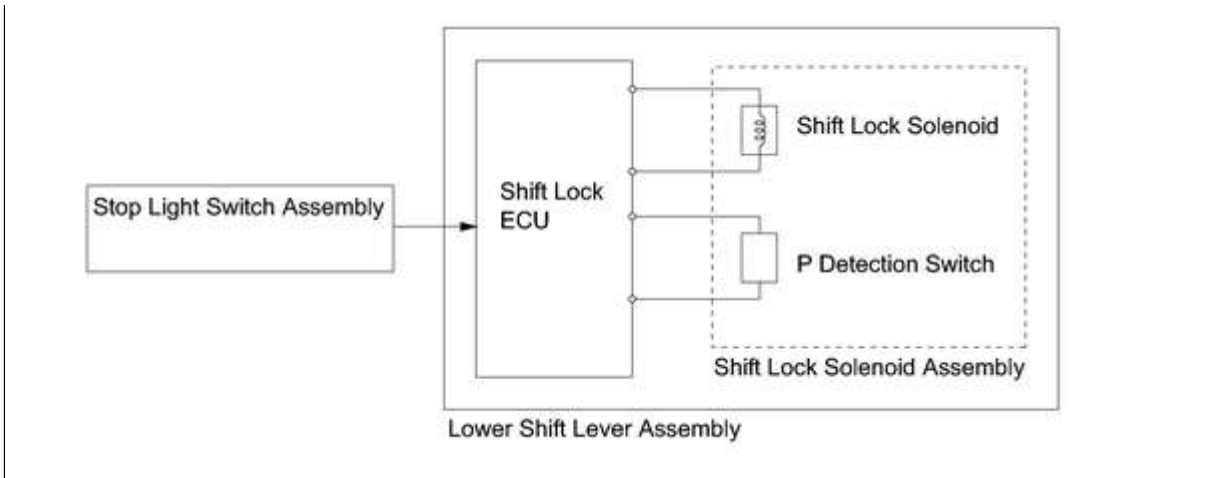 Stop Light Switch Assembly
Shift Lock
ECU
Shift Lock Solenoid
P Detection Switch
Shift Lock Solenoid Assembly
Lower Shift Lever Assembly